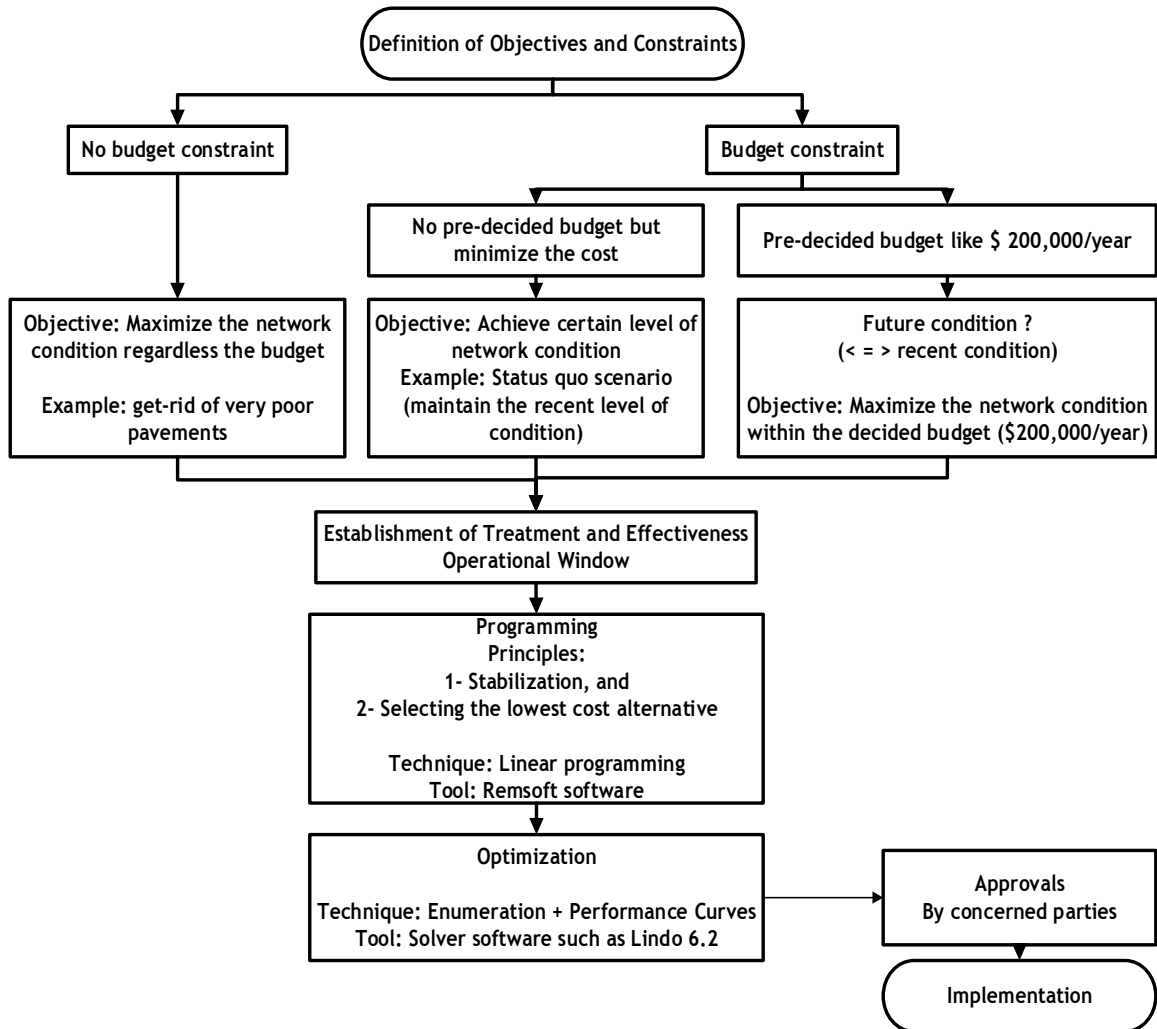 Definition of Objectives and Constraints
No budget constraint
Budget constraint
No pre-decided budget but
minimize the cost
Pre-decided budget like $ 200,000/year
Objective: Maximize the network
condition regardless the budget
Example: get-rid of very poor
pavements
Objective: Achieve certain level of
network condition
Example: Status quo scenario
(maintain the recent level of
condition)
Future condition ?
(< = > recent condition)
Objective: Maximize the network condition
within the decided budget ($200,000/year)
Establishment of Treatment and Effectiveness
Operational Window
Programming
Principles:
1- Stabilization, and
2- Selecting the lowest cost alternative
Technique: Linear programming
Tool: Remsoft software
Optimization
Technique: Enumeration + Performance Curves
Tool: Solver software such as Lindo 6.2
Approvals
By concerned parties
Implementation